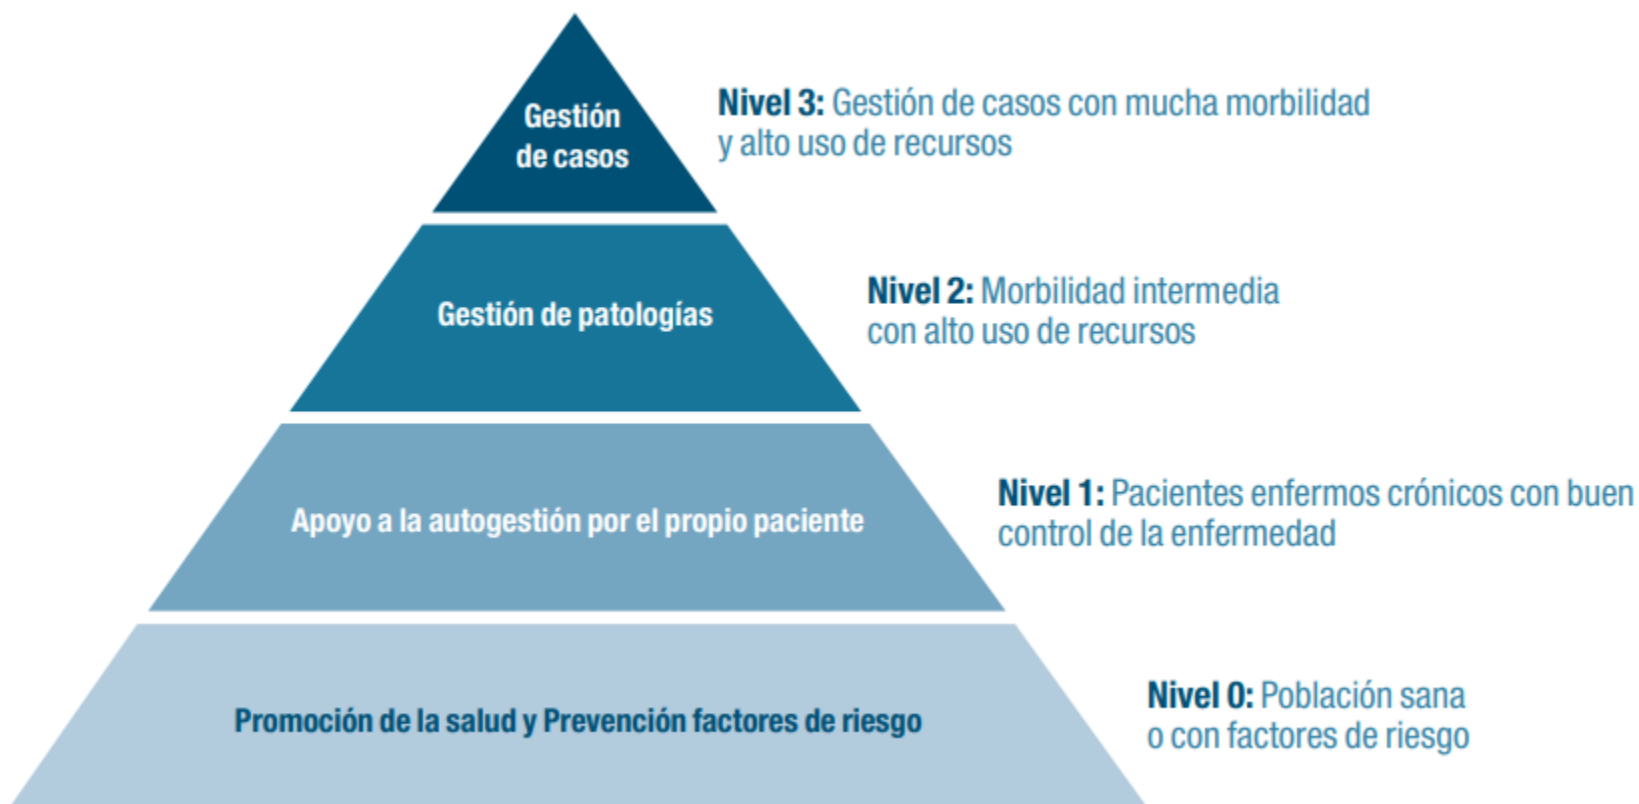 Gestión
de casos
Nivel 3: Gestión de casos con mucha morbilidad
y alto uso de recursos
Gestión de patologías
Nivel 2: Morbilidad intermedia
con alto uso de recursos
Apoyo a la autogestión por el propio paciente
Nivel 1: Pacientes enfermos crónicos con buen
control de la enfermedad
Promoción de la salud y Prevención factores de riesgo
Nivel 0: Población sana
o con factores de riesgo